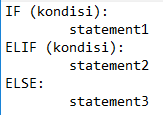 IF (kondisi):
        statement1
ELIF (kondisi):
        statement2
ELSE:
        statement3